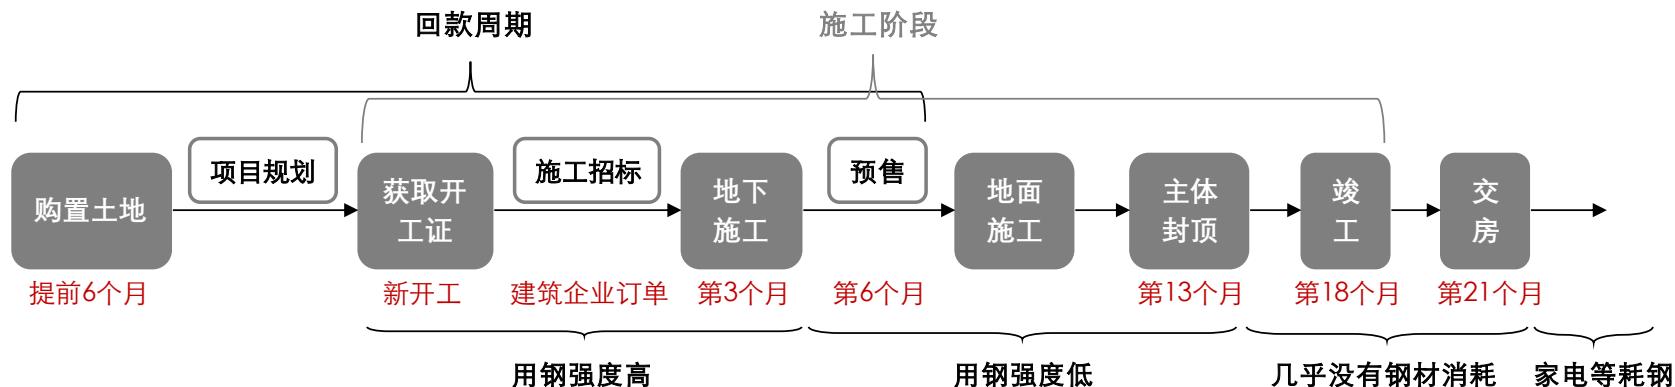 回款周期
施工阶段
项目规划
施工招标
预售
购置土地
获取开
工证
地下
施工
地面
施工
主体
封顶
竣
工
交
房
提前6个月
新开工
建筑企业订单
第3个月
第6个月
第13个月
第18个月
第21个月
用钢强度高
用钢强度低
几乎没有钢材消耗
家电等耗钢